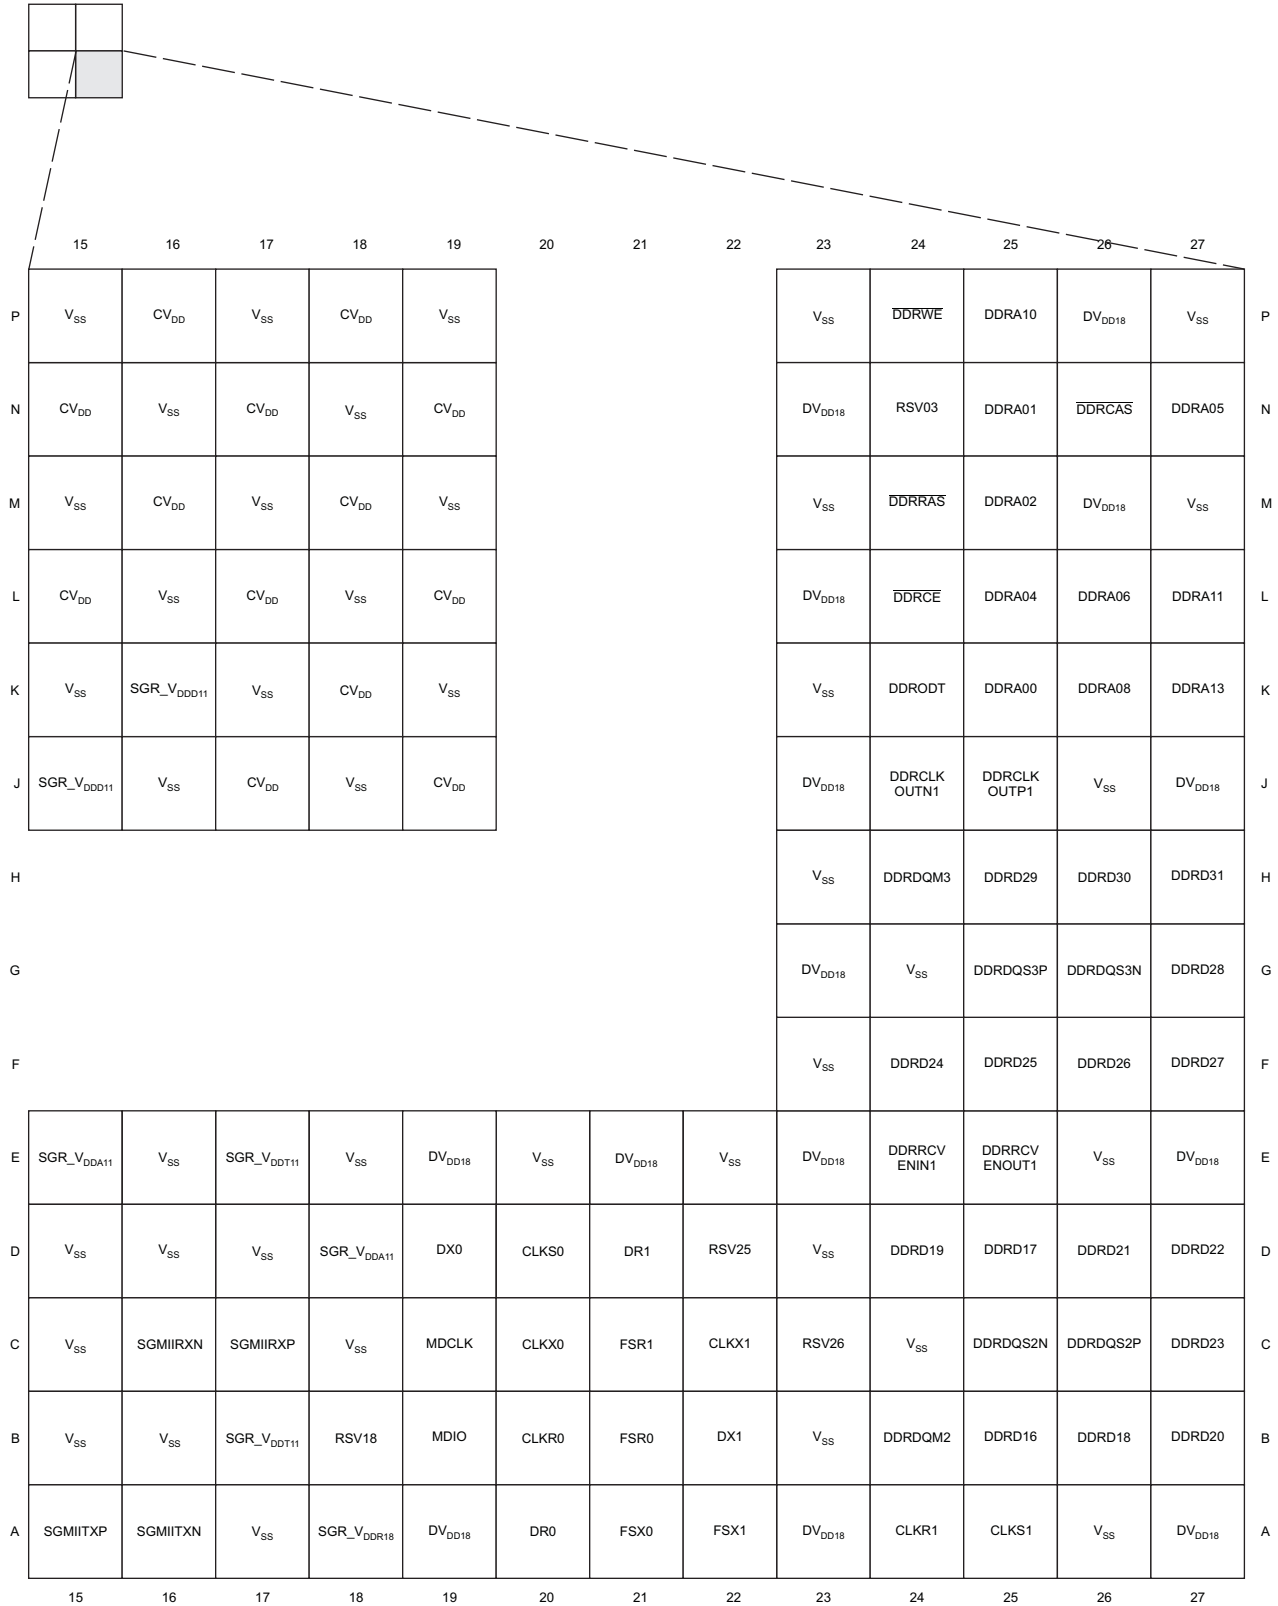 15 16 17 18 19 20 21 22 23 24 25 26 27
P VSS CVDD VSS CVDD VSS VSS DDRWE DDRA10 DVDD18 VSS P
N CVDD VSS CVDD VSS CVDD DVDD18 RSV03 DDRA01 DDRCAS DDRA05 N
M VSS CVDD VSS CVDD VSS VSS DDRRAS DDRA02 DVDD18 VSS M
L CVDD VSS CVDD VSS CVDD DVDD18 DDRCE DDRA04 DDRA06 DDRA11 L
K VSS SGR_VDDD11 VSS CVDD VSS VSS DDRODT DDRA00 DDRA08 DDRA13 K
J SGR_VDDD11 VSS CVDD VSS CVDD DVDD18 DDRCLK OUTN1 DDRCLK OUTP1 VSS DVDD18 J
H VSS DDRDQM3 DDRD29 DDRD30 DDRD31 H
G DVDD18 VSS DDRDQS3P DDRDQS3N DDRD28 G
F VSS DDRD24 DDRD25 DDRD26 DDRD27 F
E SGR_VDDA11 VSS SGR_VDDT11 VSS DVDD18 VSS DVDD18 VSS DVDD18 DDRRCV ENIN1 DDRRCV ENOUT1 VSS DVDD18 E
D VSS VSS VSS SGR_VDDA11 DX0 CLKS0 DR1 RSV25 VSS DDRD19 DDRD17 DDRD21 DDRD22 D
C VSS SGMIIRXN SGMIIRXP VSS MDCLK CLKX0 FSR1 CLKX1 RSV26 VSS DDRDQS2N DDRDQS2P DDRD23 C
B VSS VSS SGR_VDDT11 RSV18 MDIO CLKR0 FSR0 DX1 VSS DDRDQM2 DDRD16 DDRD18 DDRD20 B
A SGMIITXP SGMIITXN VSS SGR_VDDR18 DVDD18 DR0 FSX0 FSX1 DVDD18 CLKR1 CLKS1 VSS DVDD18 A
15 16 17 18 19 20 21 22 23 24 25 26 27